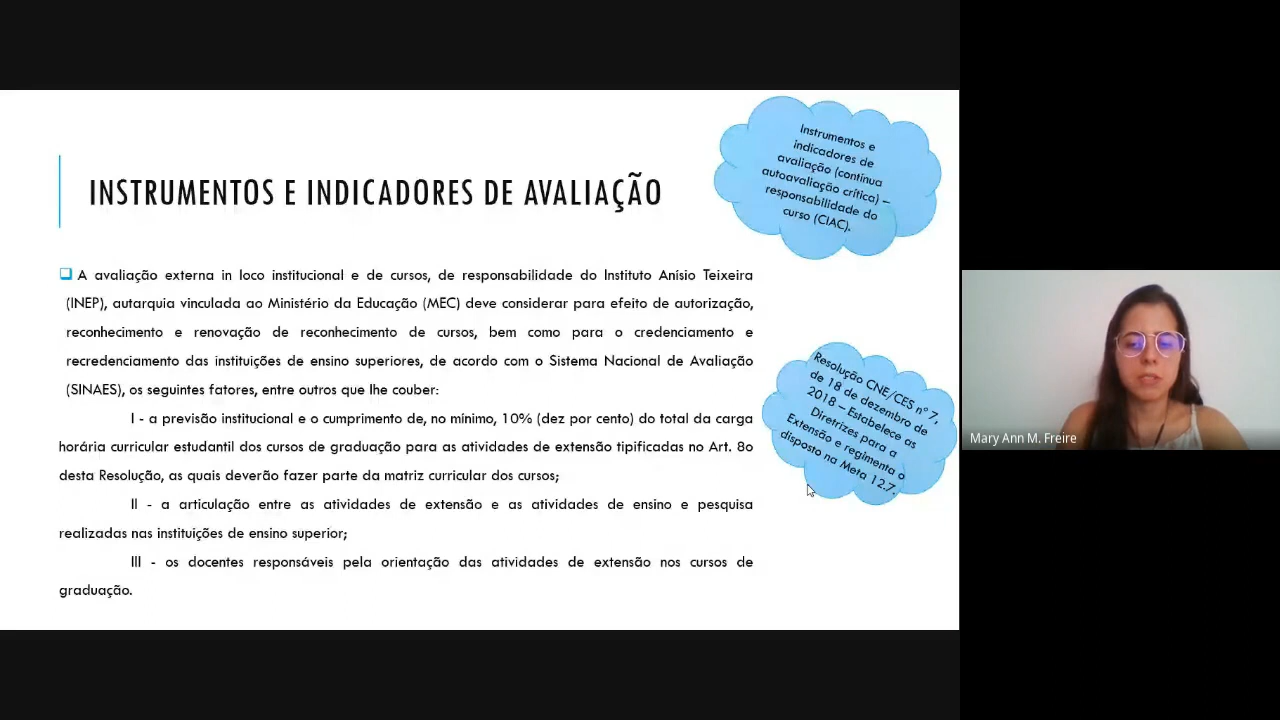 INSTRUMENTOS E INDICADORES DE AVALIAÇÃO
A avaliação externa in loco institucional e de cursos, de responsabilidade do Instituto Anísio Teixeira
(INEP), autarquia vinculada ao Ministério da Educação (MEC) deve considerar para efeito de autorização,
reconhecimento e renovação de reconhecimento de cursos, bem como para o credenciamento e
recredenciamento das instituições de ensino superiores, de acordo com o Sistema Nacional de Avaliação
(SINAES), os seguintes fatores, entre outros que lhe couber:
I - a previsão institucional e o cumprimento de, no mínimo, 10% (dez por cento) do total da carga
horária curricular estudantil dos cursos de graduação para as atividades de extensão tipificadas no Art. 8o
desta Resolução, as quais deverão fazer parte da matriz curricular dos cursos;
II - a articulação entre as atividades de extensão e as atividades de ensino e pesquisa
realizadas nas instituições de ensino superior;
III - os docentes responsáveis pela orientação das atividades de extensão nos cursos de
graduação.
Instrumentos e
indicadores de
avaliação (contínua
autoavaliação crítica) –
responsabilidade do
curso (CIAC).
Resolução CNE/CES nº 7,
de 18 de dezembro de
2018 – Estabelece as
Diretrizes para a
Extensão e regimenta o
disposto na Meta 12.7.
Mary Ann M. Freire